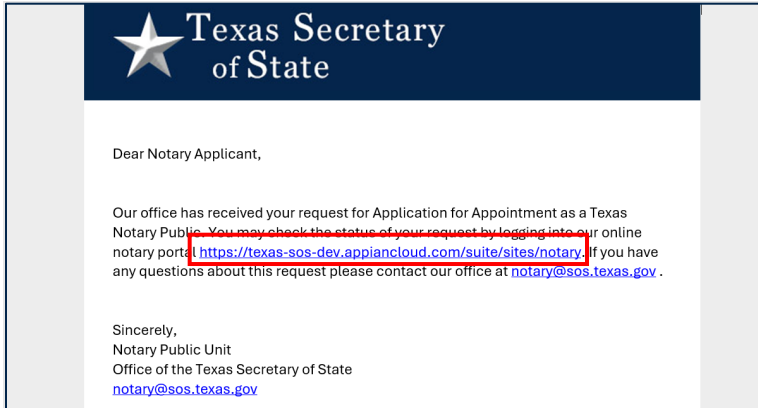 Texas Secretary
of State
Dear Notary Applicant,
Our office has received your request for Application for Appointment as a Texas
Notary Public. You may check the status of your request by logging into our online
notary portal https://texas-sos-dev.appiancloud.com/suite/sites/notary. If you have
any questions about this request please contact our office at notary@sos.texas.gov .
Sincerely,
Notary Public Unit
Office of the Texas Secretary of State
notary@sos.texas.gov